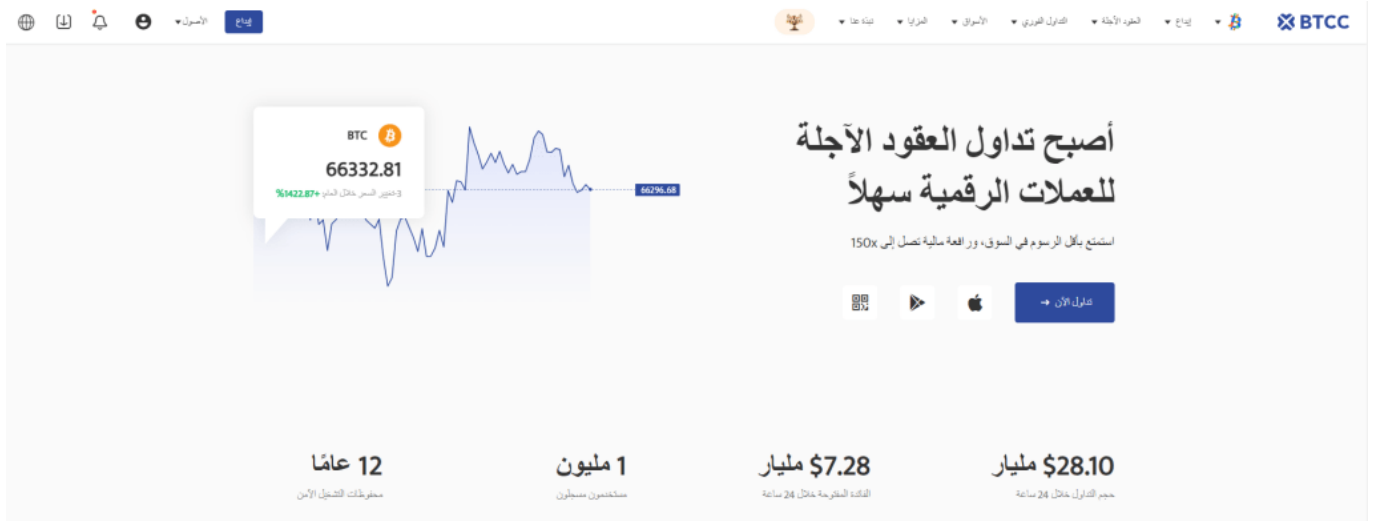 BTCC
إيداع
العقود الآجلة
التداول الفوري
الأسواق
المزايا
نبذة عنا
الأصول
إيداع
أصبح تداول العقود الآجلة
للعملات الرقمية سهلاً
استمتع بأقل الرسوم في السوق، ورافعة مالية تصل إلى 150x
تداول الآن →
BTC
66332.81
%1422.87+
66296.68
$28.10 مليار
حجم التداول خلال 24 ساعة
$7.28 مليار
الفائدة المفتوحة خلال 24 ساعة
1 مليون
مستخدمون مسجلون
12 عامًا
محفوظات التشغيل الآمن